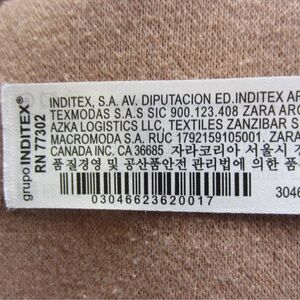 grupo INDITEX®
RN 77302
INDITEX, S.A. AV. DIPUTACION ED.INDITEX AR
TEXMODAS S.A.S SIC 900.123.408 ZARA ARG
AZKA LOGISTICS LLC, TEXTILES ZANZIBAR S
MACROMODA S.A. RUC 1792159105001. ZARA
CANADA INC. CA 36685 자라코리아 서울시 강
품질경영 및 공산품안전 관리법에 의한 품
03046623620017
3046